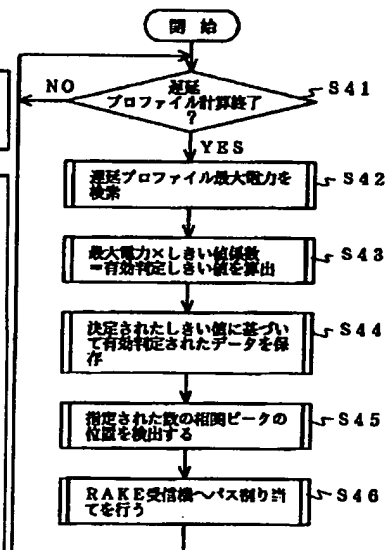 開 始
遅延
プロファイル計算終了
?
NO
S41
YES
遅延プロファイル最大電力を
検索
S42
最大電力×しきい値係数
=有効判定しきい値を算出
S43
決定されたしきい値に基づい
て有効判定されたデータを保
存
S44
指定された数の相関ピータの
位置を検出する
S45
RAKE受信機へパス割り当
てを行う
S46